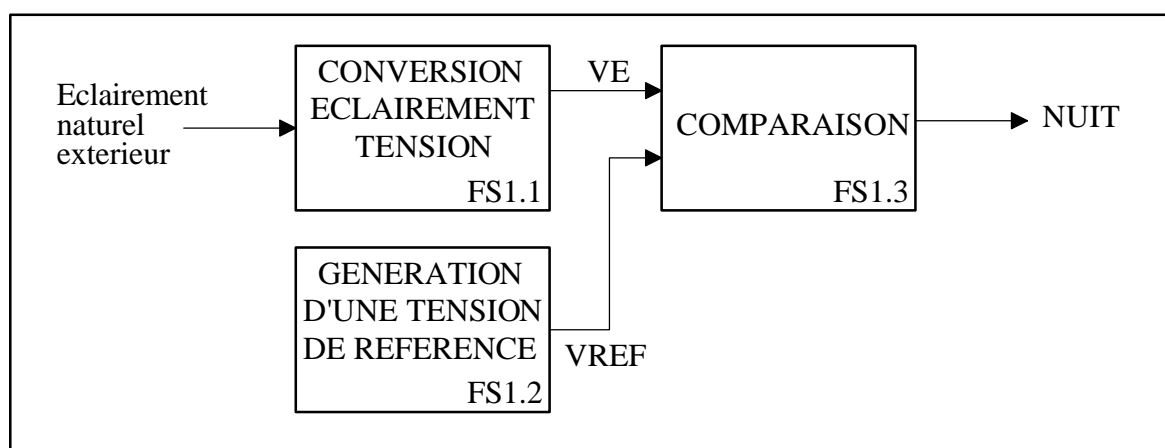 Eclairement
naturel
exterieur
CONVERSION
ECLAIREMENT
TENSION
FS1.1
VE
COMPARAISON
FS1.3
NUIT
GENERATION
D'UNE TENSION
DE REFERENCE
FS1.2
VREF